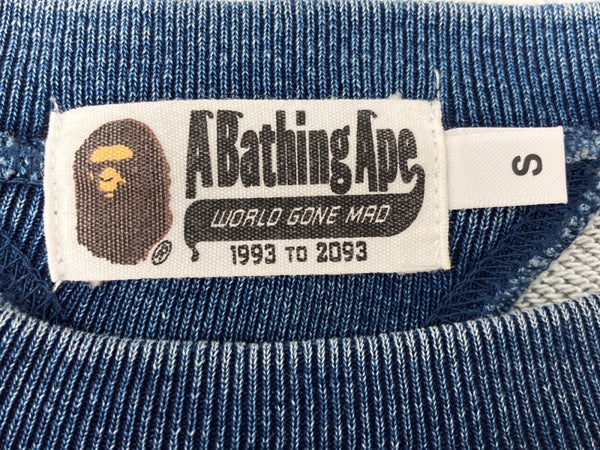 A Bathing Ape
WORLD GONE MAD
1993 TO 2093
S